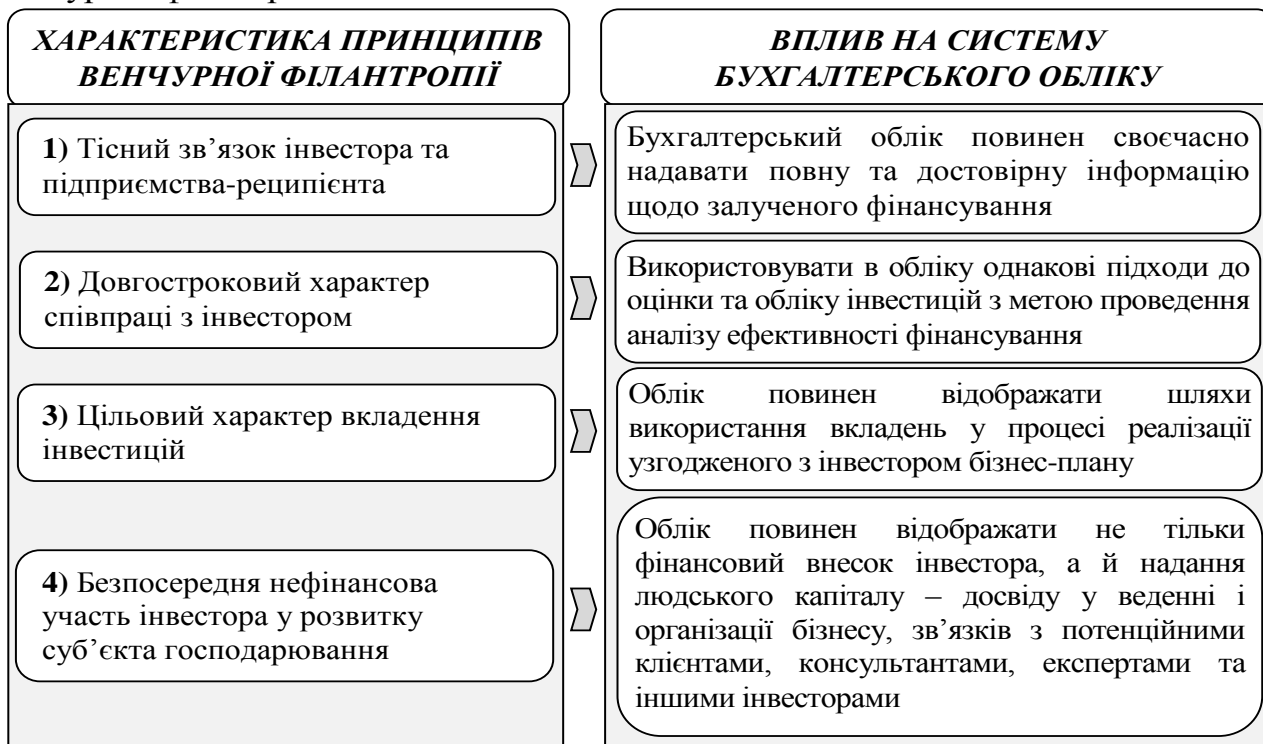 ХАРАКТЕРИСТИКА ПРИНЦИПІВ
ВЕНЧУРНОЇ ФІЛАНТРОПІЇ
ВПЛИВ НА СИСТЕМУ
БУХГАЛТЕРСЬКОГО ОБЛІКУ
1) Тісний зв’язок інвестора та
підприємства-реципієнта
Бухгалтерський облік повинен своєчасно
надавати повну та достовірну інформацію
щодо залученого фінансування
2) Довгостроковий характер
співпраці з інвестором
Використовувати в обліку однакові підходи до
оцінки та обліку інвестицій з метою проведення
аналізу ефективності фінансування
3) Цільовий характер вкладення
інвестицій
Облік повинен відображати шляхи
використання вкладень у процесі реалізації
узгодженого з інвестором бізнес-плану
4) Безпосередня нефінансова
участь інвестора у розвитку
суб’єкта господарювання
Облік повинен відображати не тільки
фінансовий внесок інвестора, а й надання
людського капіталу – досвіду у веденні і
організації бізнесу, зв’язків з потенційними
клієнтами, консультантами, експертами та
іншими інвесторами